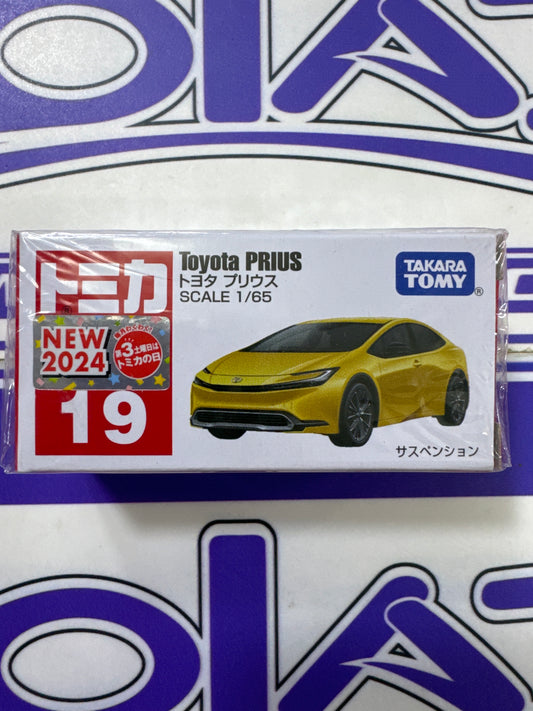 トミカ
Toyota PRIUS
トヨタ プリウス
SCALE 1/65
TAKARA
TOMY
®
NEW
2024
第3土曜日は
トミカの日
19
サスペンション